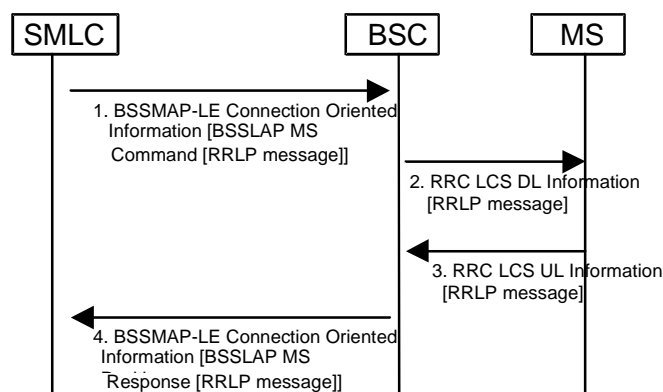 SMLC
BSC
MS
1. BSSMAP-LE Connection Oriented
Information [BSSLAP MS
Command [RRLP message]]
2. RRC LCS DL Information
[RRLP message]
3. RRC LCS UL Information
[RRLP message]
4. BSSMAP-LE Connection Oriented
Information [BSSLAP MS
Response [RRLP message]]